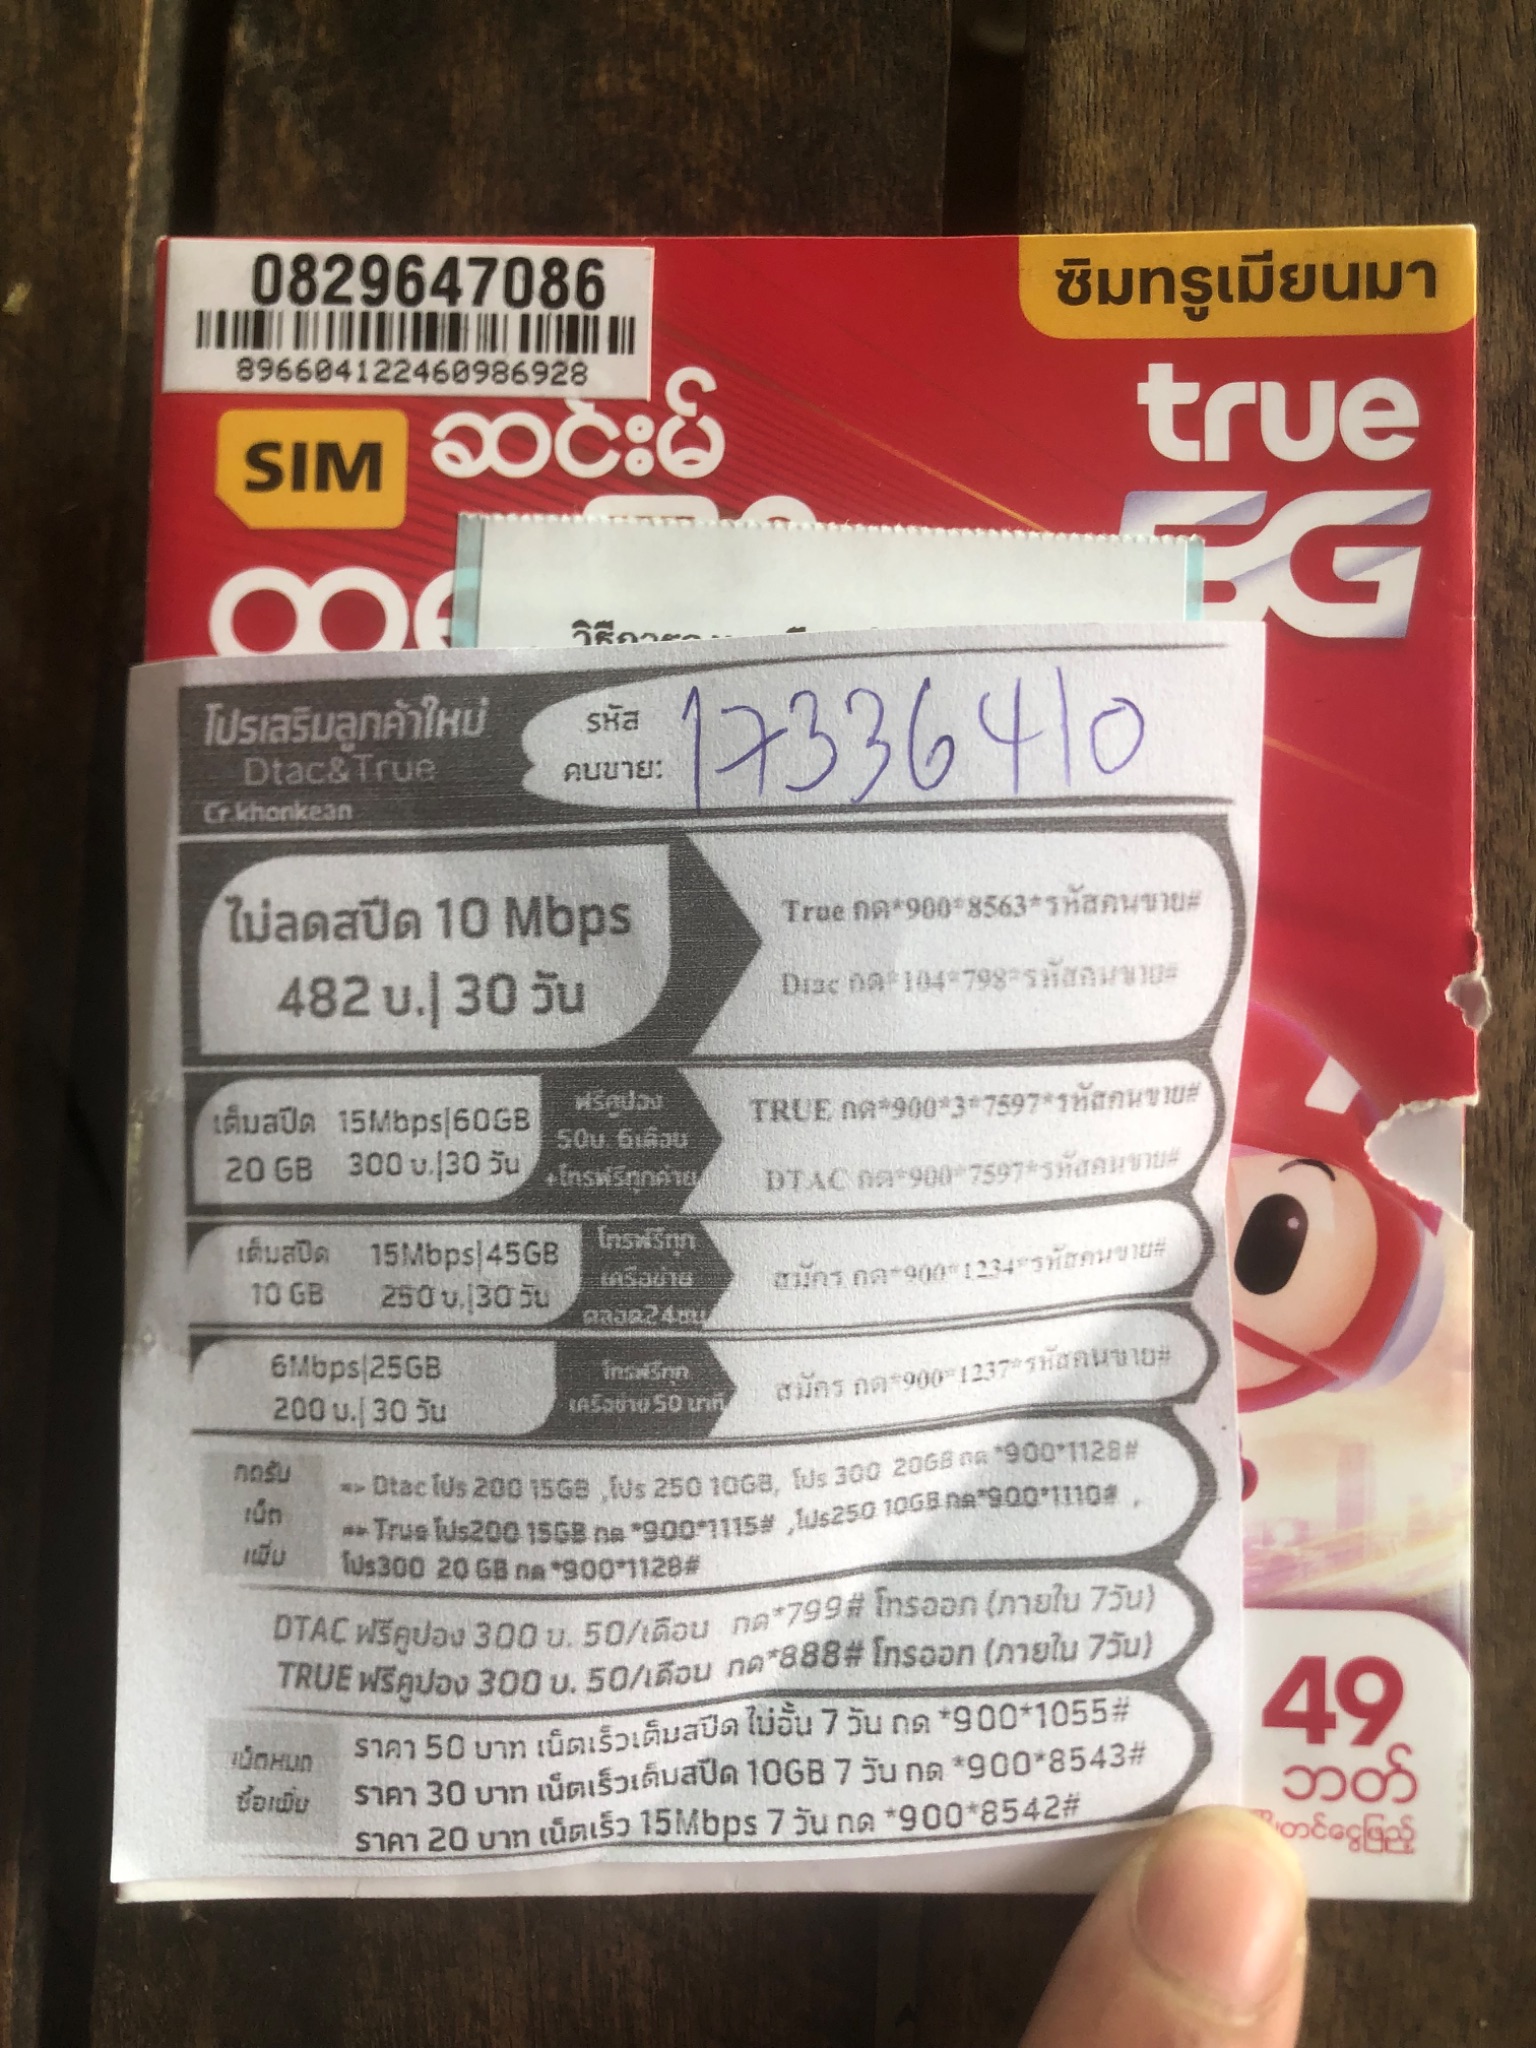 0829647086
896604122460986928
ซิมทรูเมียนมา
true
5G
SIM
ဆင်းမ်
โปรเสริมลูกค้าใหม่
Dtac&True
Cr.khonkean
รหัส
คนขาย:
17336410
ไม่ลดสปีด 10 Mbps
482 บ.| 30 วัน
True กด*900*8563*รหัสคนขาย#
Dtac กด*104*798*รหัสคนขาย#
เต็มสปีด 15Mbps|60GB
20 GB 300 บ.|30 วัน
ฟรีคูปอง
50บ. 6เดือน
+โทรฟรีทุกค่าย
TRUE กด*900*3*7597*รหัสคนขาย#
DTAC กด*900*7597*รหัสคนขาย#
เต็มสปีด 15Mbps|45GB
10 GB 250 บ.|30 วัน
โทรฟรีทุก
เครือข่าย
ตลอด24ชม
สมัคร กด*900*1234*รหัสคนขาย#
6Mbps|25GB
200 บ.| 30 วัน
โทรฟรีทุก
เครือข่าย 50 นาที
สมัคร กด*900*1237*รหัสคนขาย#
กดรับ
เน็ต
เพิ่ม
=> Dtac โปร 200 15GB ,โปร 250 10GB, โปร 300 20GB กด *900*1128#
=> True โปร200 15GB กด *900*1115# ,โปร250 10GB กด*900*1110# ,
โปร300 20 GB กด *900*1128#
DTAC ฟรีคูปอง 300 บ. 50/เดือน กด*799# โทรออก (ภายใน 7วัน)
TRUE ฟรีคูปอง 300 บ. 50/เดือน กด*888# โทรออก (ภายใน 7วัน)
เน็ตหมด
ซื้อเพิ่ม
ราคา 50 บาท เน็ตเร็วเต็มสปีด ไม่อั้น 7 วัน กด *900*1055#
ราคา 30 บาท เน็ตเร็วเต็มสปีด 10GB 7 วัน กด *900*8543#
ราคา 20 บาท เน็ตเร็ว 15Mbps 7 วัน กด *900*8542#
49
ဘတ်